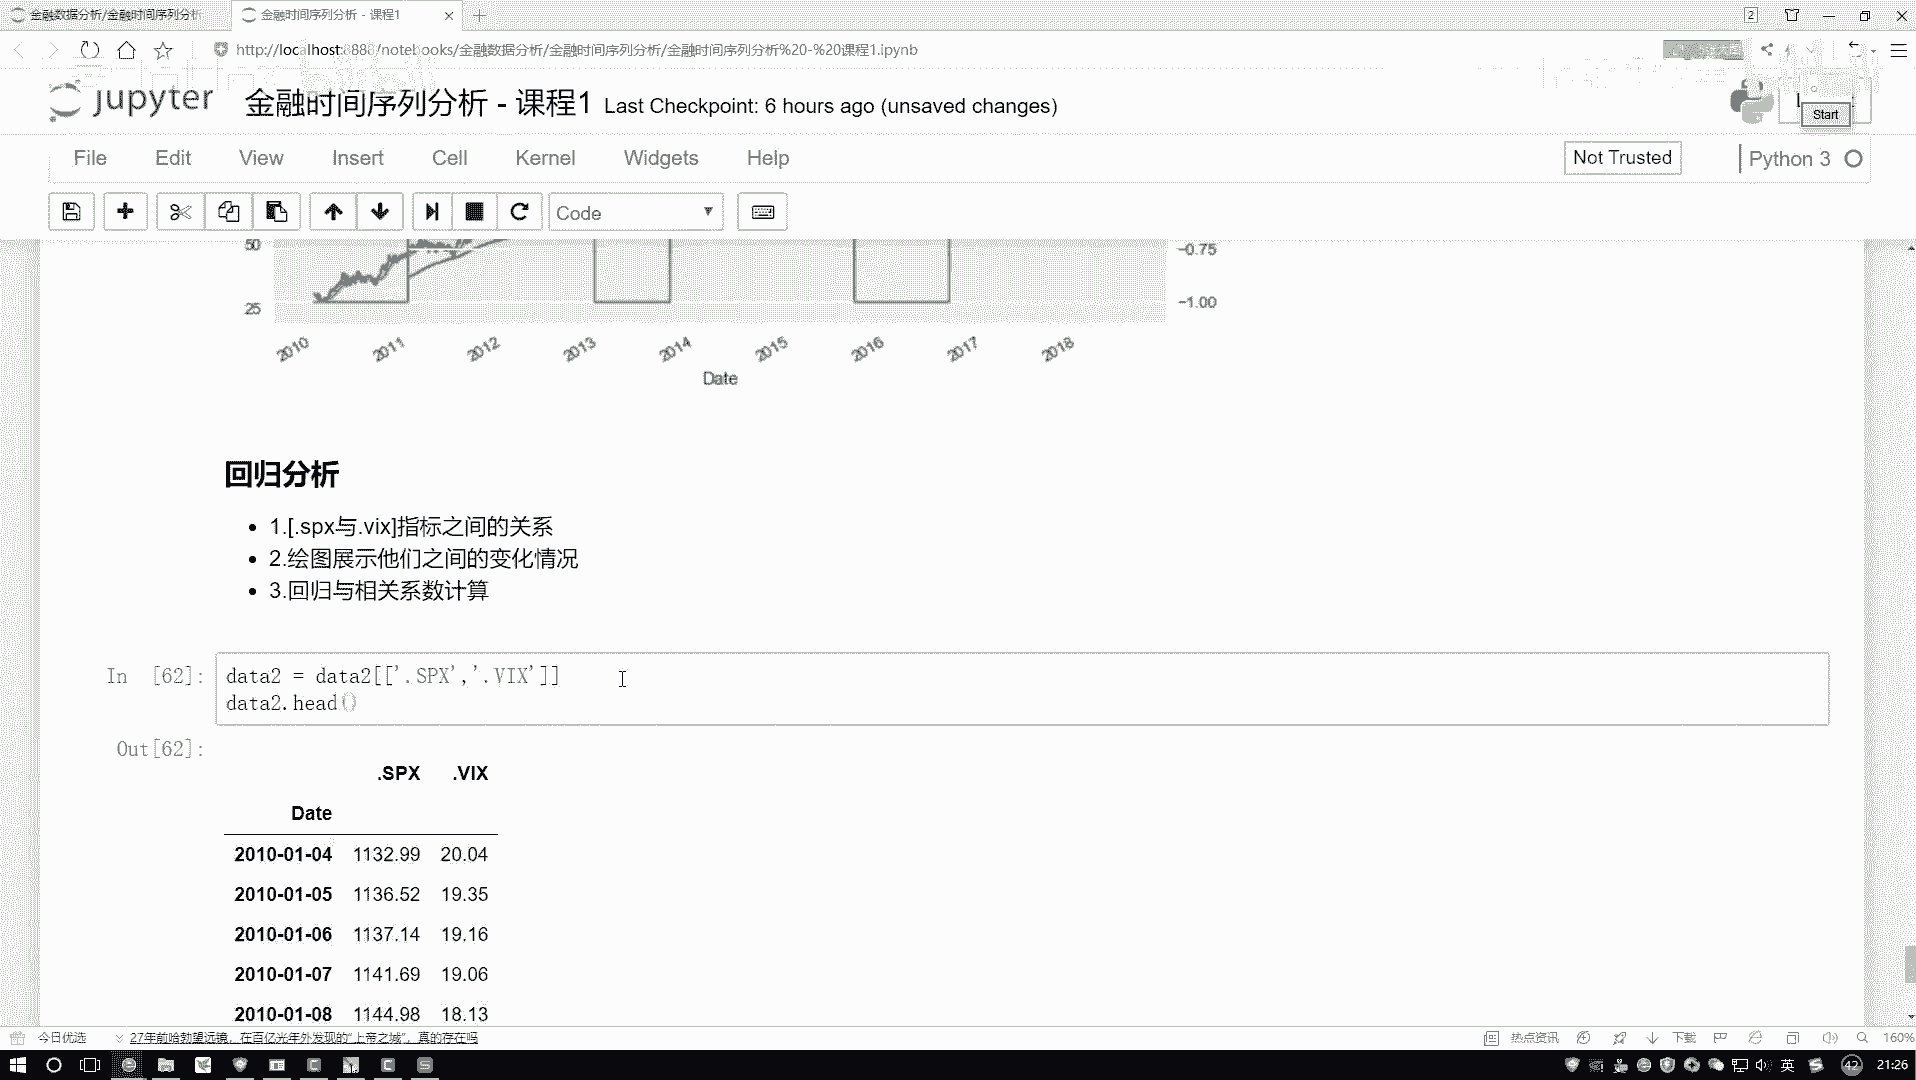 金融数据分析/金融时间序列分析
金融时间序列分析 - 课程1
2
http://localhost:8888/notebooks/金融数据分析/金融时间序列分析/金融时间序列分析%20-%20课程1.ipynb
jupyter 金融时间序列分析 - 课程1 Last Checkpoint: 6 hours ago (unsaved changes)
Start
File Edit View Insert Cell Kernel Widgets Help
Not Trusted
Python 3
Code
50
−0.75
25
−1.00
2010 2011 2012 2013 2014 2015 2016 2017 2018
Date
回归分析
1.[.spx与.vix]指标之间的关系
2.绘图展示他们之间的变化情况
3.回归与相关系数计算
In [62]:
data2 = data2[['.SPX','.VIX']]
data2.head()
Out[62]:
.SPX .VIX
Date
2010-01-04 1132.99 20.04
2010-01-05 1136.52 19.35
2010-01-06 1137.14 19.16
2010-01-07 1141.69 19.06
2010-01-08 1144.98 18.13
今日优选
27年前哈勃望远镜，在百亿光年外发现的"上帝之城"，真的存在吗
热点资讯
下载
160%
英
42
21:26